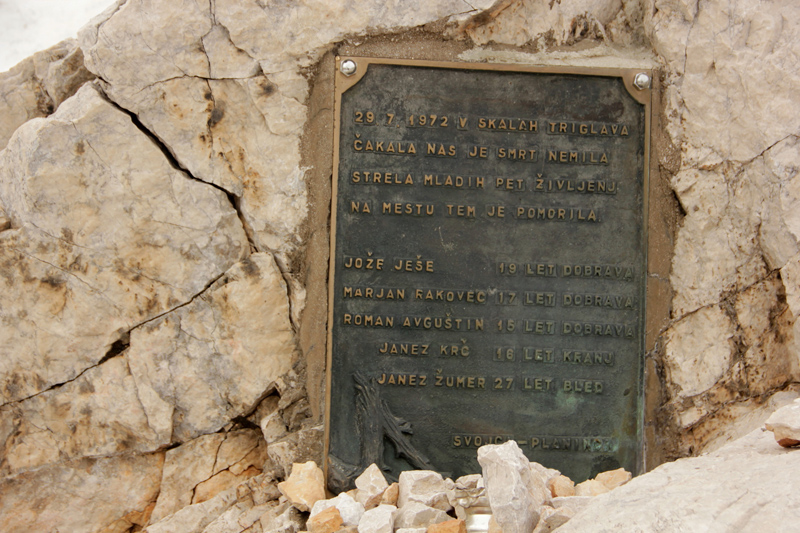 29.7.1972 V SKALAH TRIGLAVA
ČAKALA NAS JE SMRT NEMILA
STRELA MLADIH PET ŽIVLJENJ
NA MESTU TEM JE POMORILA
JOŽE JEŠE 19 LET DOBRAVA
MARJAN RAKOVEC 17 LET DOBRAVA
ROMAN AVGUŠTIN 15 LET DOBRAVA
JANEZ KRČ 16 LET KRANJ
JANEZ ŽUMER 27 LET BLED